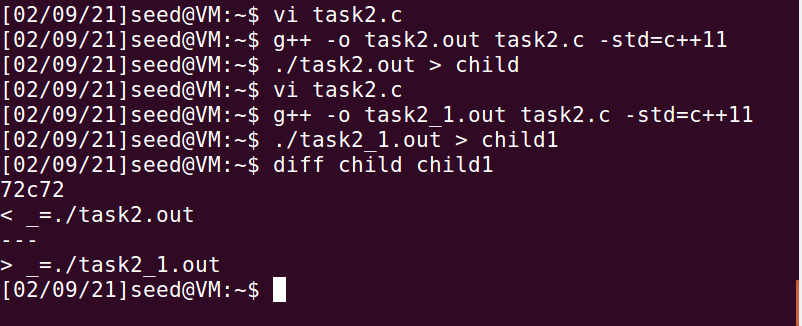 [02/09/21]seed@VM:~$ vi task2.c
[02/09/21]seed@VM:~$ g++ -o task2.out task2.c -std=c++11
[02/09/21]seed@VM:~$ ./task2.out > child
[02/09/21]seed@VM:~$ vi task2.c
[02/09/21]seed@VM:~$ g++ -o task2_1.out task2.c -std=c++11
[02/09/21]seed@VM:~$ ./task2_1.out > child1
[02/09/21]seed@VM:~$ diff child child1
72c72
< _=./task2.out
---
> _=./task2_1.out
[02/09/21]seed@VM:~$